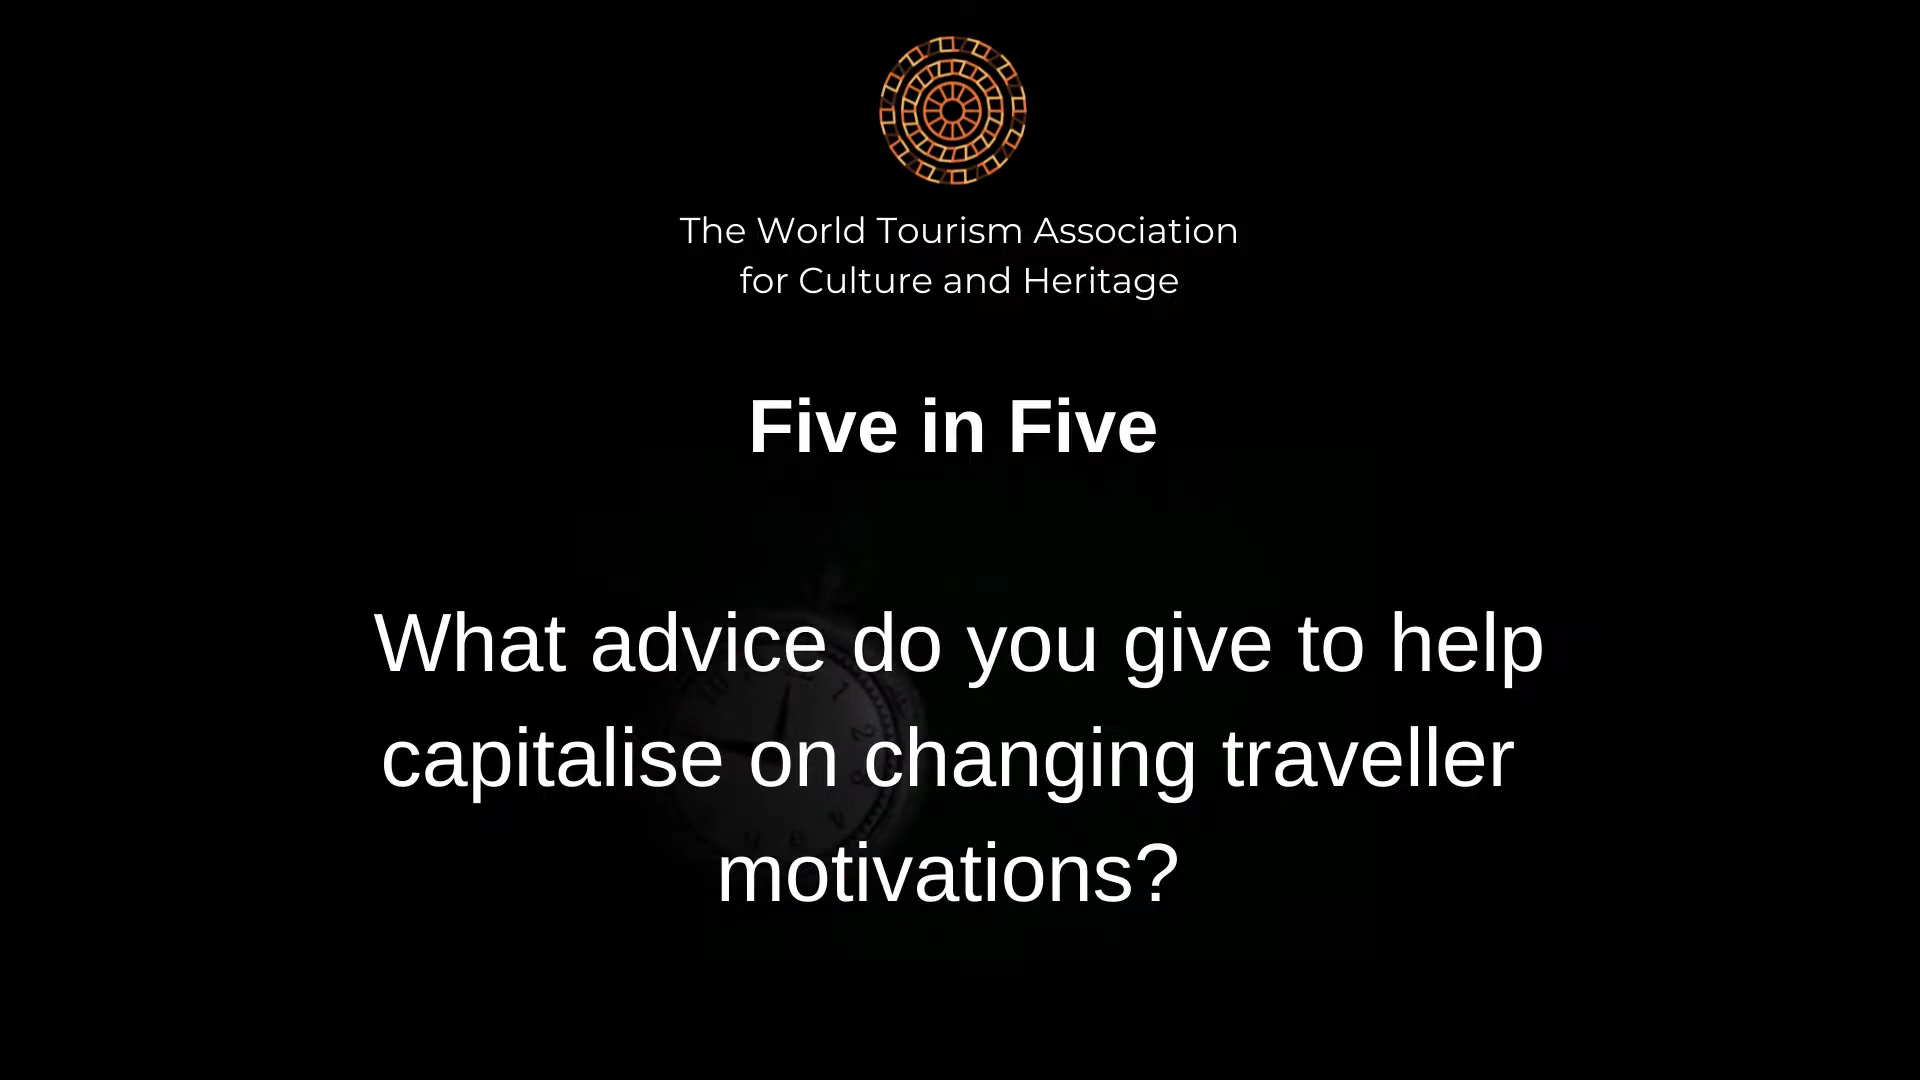 The World Tourism Association
for Culture and Heritage
Five in Five
What advice do you give to help
capitalise on changing traveller
motivations?